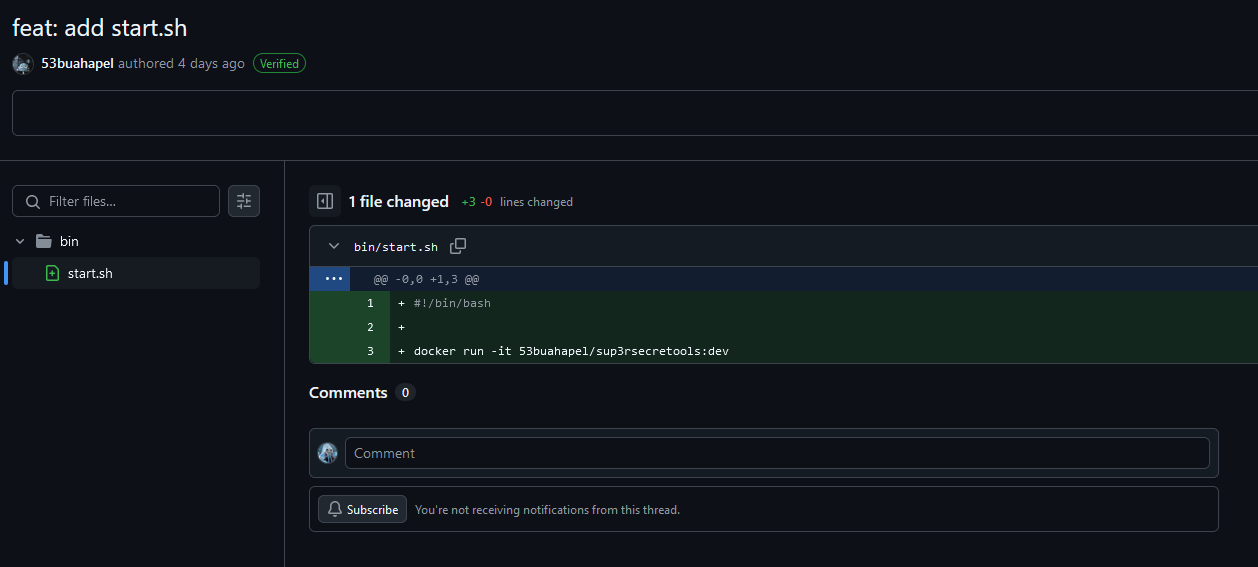 feat: add start.sh
53buahapel authored 4 days ago Verified
Filter files...
bin
start.sh
1 file changed +3 -0 lines changed
bin/start.sh
@@ -0,0 +1,3 @@
1 + #!/bin/bash
2 +
3 + docker run -it 53buahapel/sup3rsecretools:dev
Comments 0
Comment
Subscribe You're not receiving notifications from this thread.